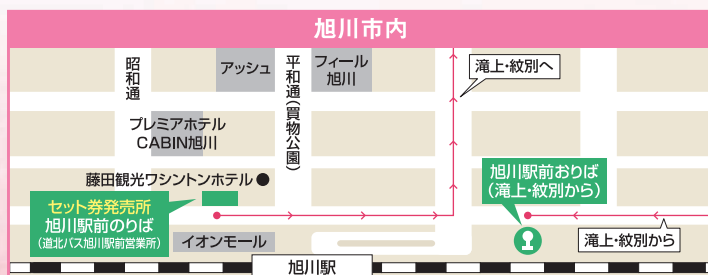 旭川市内
昭和通
アッシュ
平和通(買物公園)
フィール
旭川
滝上・紋別へ
プレミアホテル
CABIN旭川
藤田観光ワシントンホテル
セット券発売所
旭川駅前のりば
(道北バス旭川駅前営業所)
旭川駅前おりば
(滝上・紋別から)
イオンモール
滝上・紋別から
旭川駅